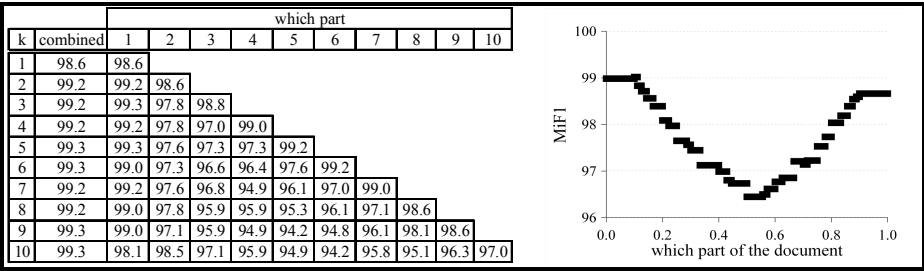 which part
k combined 1 2 3 4 5 6 7 8 9 10
1 98.6 98.6
2 99.2 99.2 98.6
3 99.2 99.3 97.8 98.8
4 99.2 99.2 97.8 97.0 99.0
5 99.3 99.3 97.6 97.3 97.3 99.2
6 99.3 99.0 97.3 96.6 96.4 97.6 99.2
7 99.2 99.2 97.6 96.8 94.9 96.1 97.0 99.0
8 99.2 99.0 97.8 95.9 95.9 95.3 96.1 97.1 98.6
9 99.3 99.0 97.1 95.9 94.9 94.2 94.8 96.1 98.1 98.6
10 99.3 98.1 98.5 97.1 95.9 94.9 94.2 95.8 95.1 96.3 97.0
100
99
98
97
96
MiF1
0.0 0.2 0.4 0.6 0.8 1.0
which part of the document